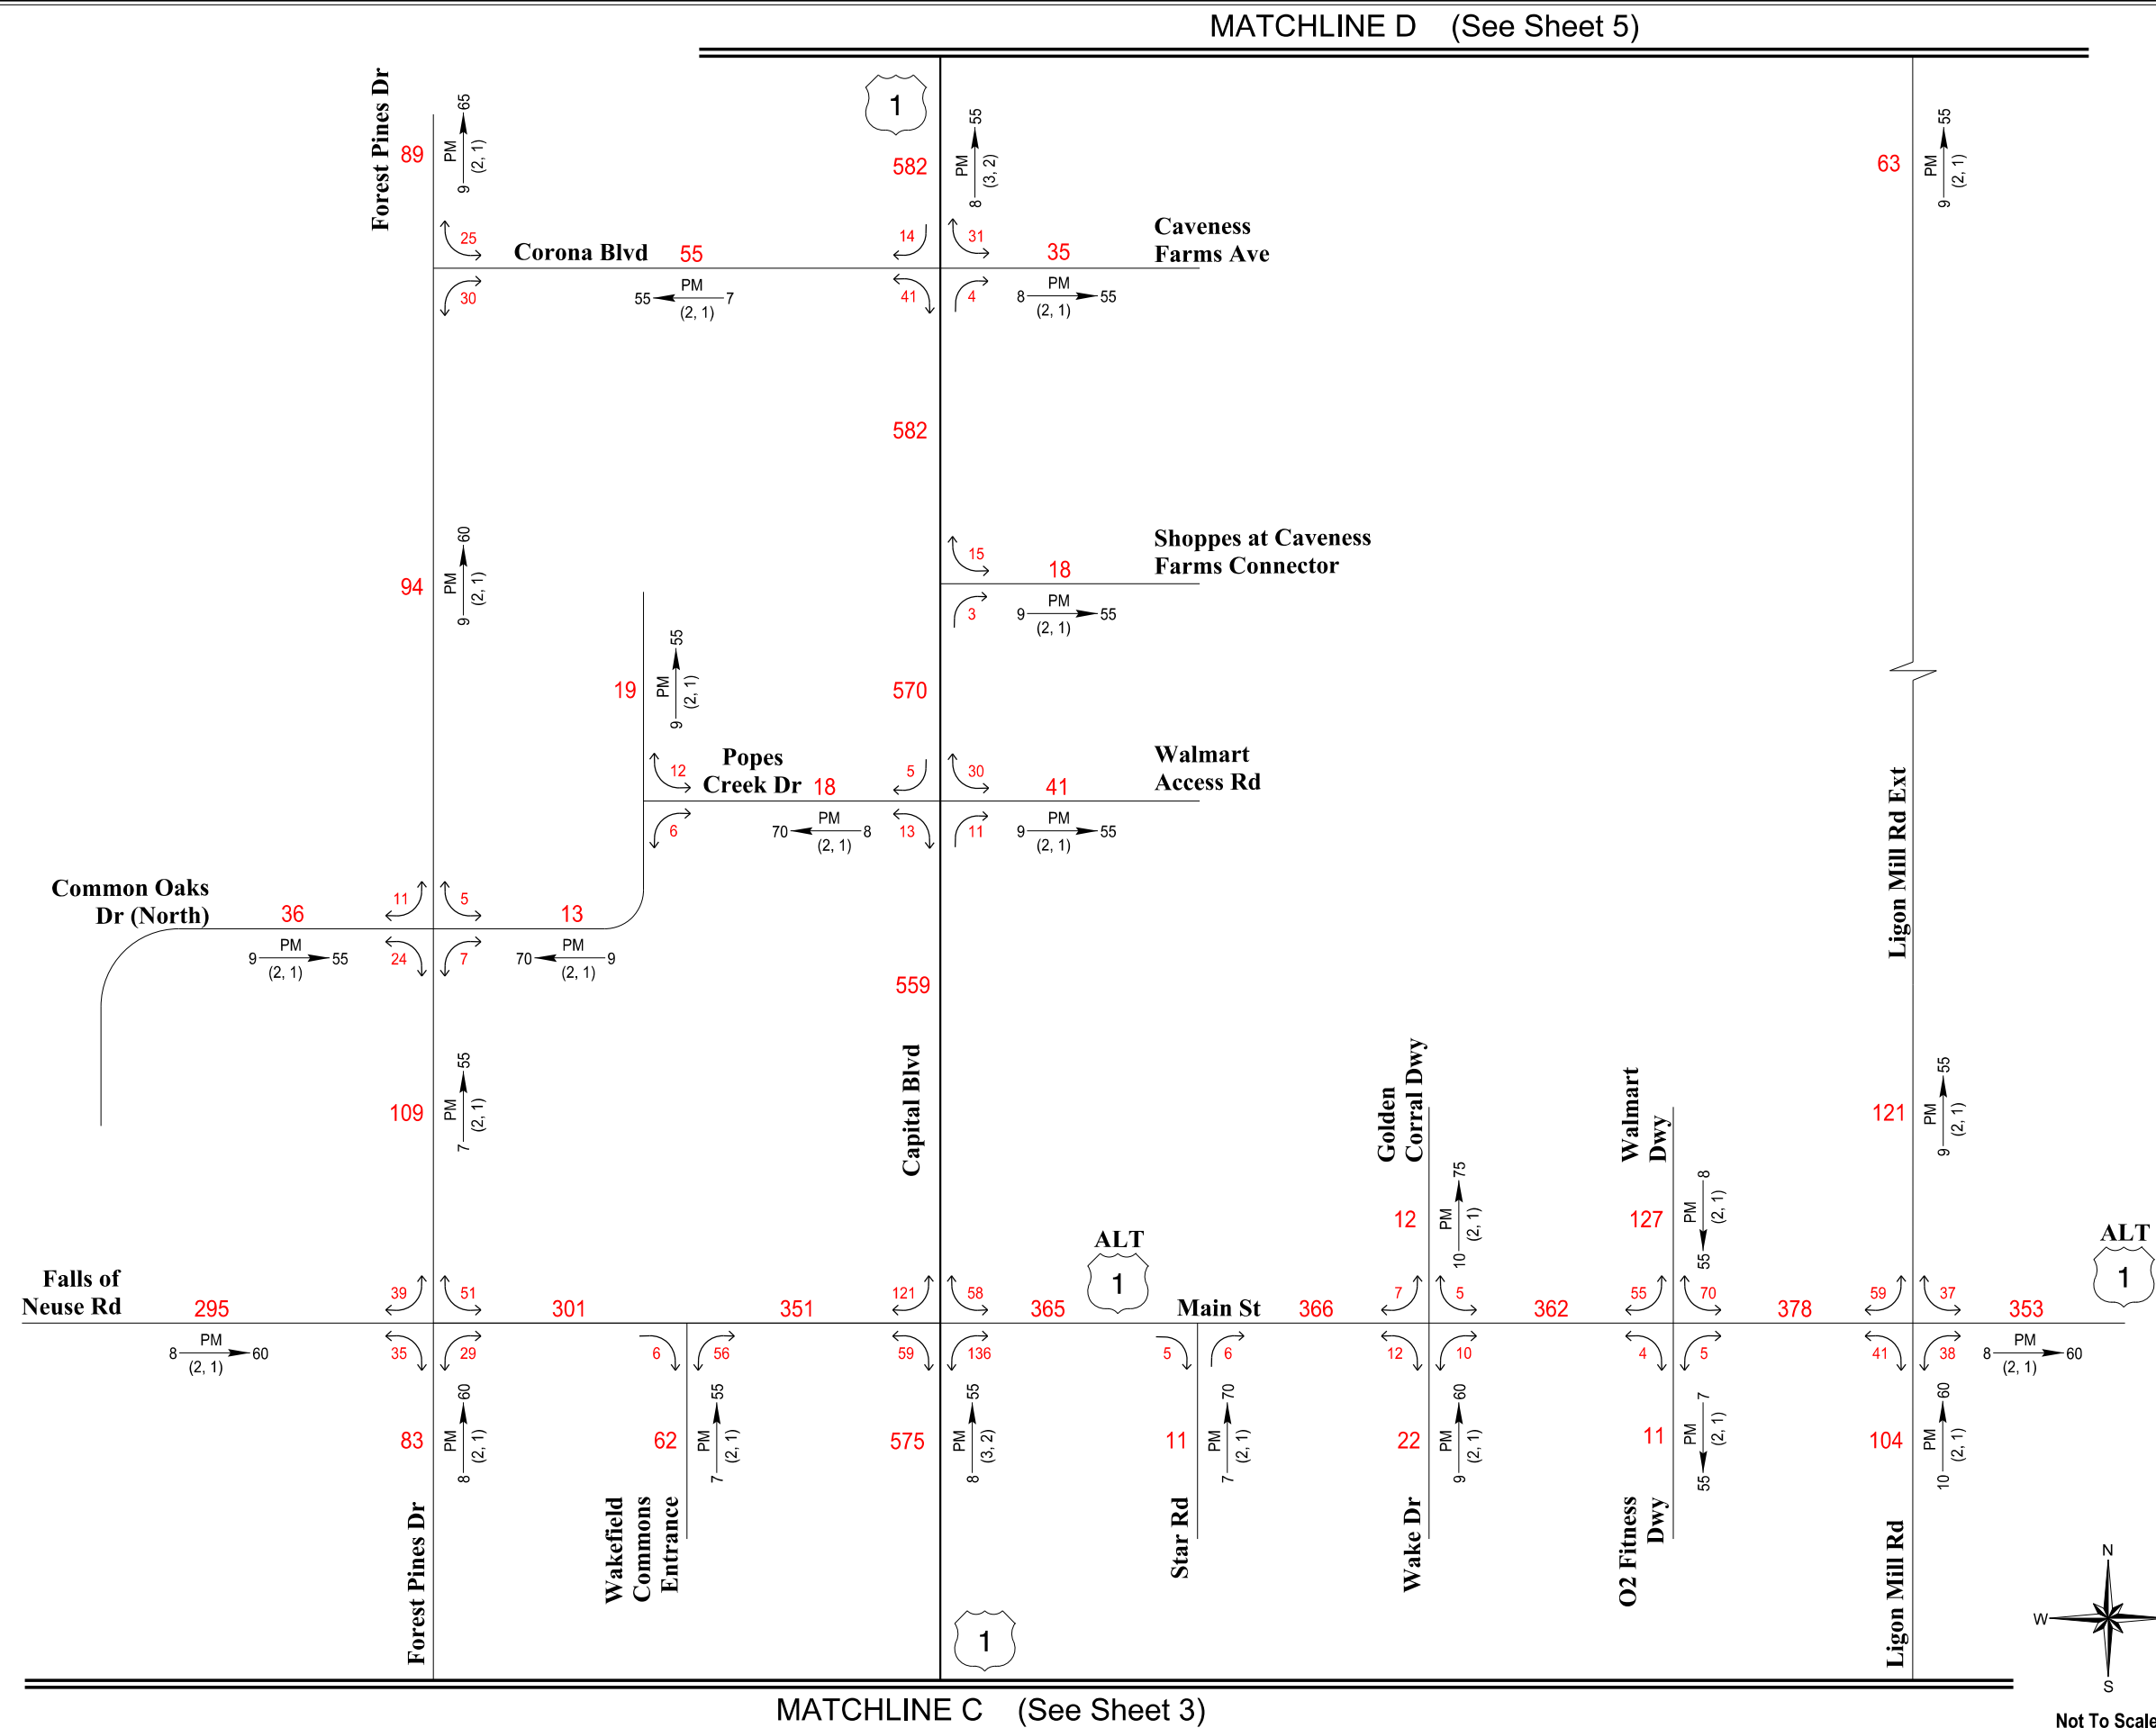 MATCHLINE D (See Sheet 5)
Forest Pines Dr
89
PM
9 65
(2, 1)
1
582
PM
8 55
(3, 2)
63
PM
9 55
(2, 1)
25
30
Corona Blvd 55
PM
55 7
(2, 1)
14
31
41
4
35
Caveness
Farms Ave
PM
8 55
(2, 1)
582
94
PM
9 60
(2, 1)
15
3
18
Shoppes at Caveness
Farms Connector
PM
9 55
(2, 1)
19
PM
9 55
(2, 1)
570
12
6
Popes
Creek Dr 18
PM
70 8
(2, 1)
5
30
13
11
41
Walmart
Access Rd
PM
9 55
(2, 1)
Ligon Mill Rd Ext
Common Oaks
Dr (North)
36
PM
9 55
(2, 1)
11
5
24
7
13
PM
70 9
(2, 1)
559
109
PM
7 55
(2, 1)
Capital Blvd
Golden
Corral Dwy
12
PM
10 75
(2, 1)
Walmart
Dwy
127
PM
55 8
(2, 1)
121
PM
9 55
(2, 1)
Falls of
Neuse Rd
295
PM
8 60
(2, 1)
39
51
35
29
301
6
56
351
121
58
59
136
365
ALT
1
Main St
5
6
366
7
5
12
10
362
55
70
4
5
378
59
37
41
38
353
PM
8 60
(2, 1)
ALT
1
83
PM
8 60
(2, 1)
Forest Pines Dr
62
PM
7 55
(2, 1)
Wakefield
Commons
Entrance
575
PM
8 55
(3, 2)
1
11
PM
7 70
(2, 1)
Star Rd
22
PM
9 60
(2, 1)
Wake Dr
11
PM
55 7
(2, 1)
O2 Fitness
Dwy
104
PM
10 60
(2, 1)
Ligon Mill Rd
N
W
S
Not To Scale
MATCHLINE C (See Sheet 3)